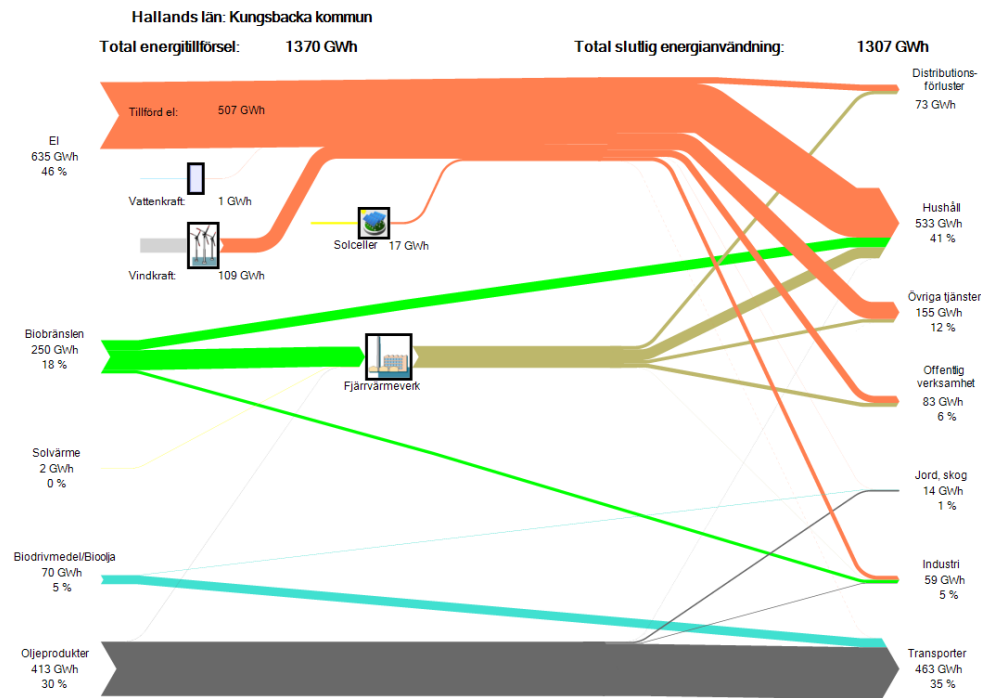 Hallands län: Kungsbacka kommun
Total energitillförsel: 1370 GWh
Total slutlig energianvändning: 1307 GWh
El
635 GWh
46 %
Tillförd el: 507 GWh
Vattenkraft: 1 GWh
Vindkraft: 109 GWh
Solceller 17 GWh
Biobränslen
250 GWh
18 %
Fjärrvärmeverk
Solvärme
2 GWh
0 %
Biodrivmedel/Bioolja
70 GWh
5 %
Oljeprodukter
413 GWh
30 %
Distributions-
förluster
73 GWh
Hushåll
533 GWh
41 %
Övriga tjänster
155 GWh
12 %
Offentlig
verksamhet
83 GWh
6 %
Jord, skog
14 GWh
1 %
Industri
59 GWh
5 %
Transporter
463 GWh
35 %